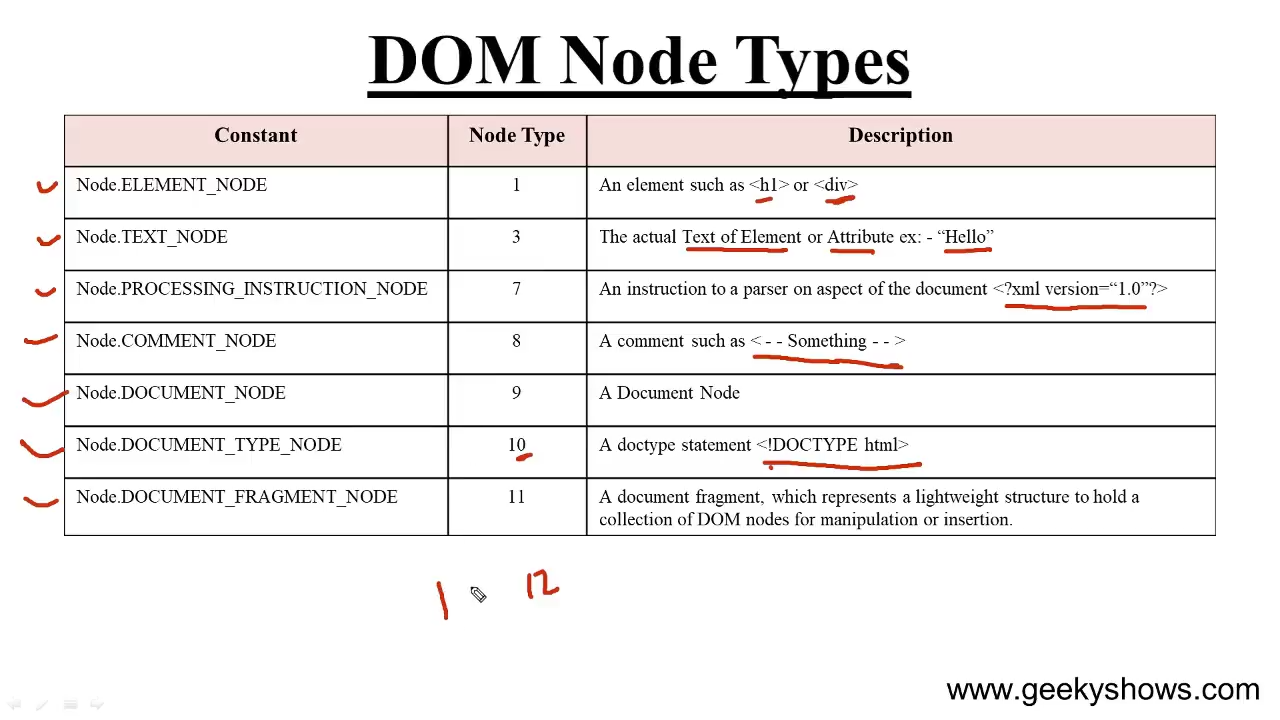 DOM Node Types
Constant Node Type Description
Node.ELEMENT_NODE 1 An element such as <h1> or <div>
Node.TEXT_NODE 3 The actual Text of Element or Attribute ex: - “Hello”
Node.PROCESSING_INSTRUCTION_NODE 7 An instruction to a parser on aspect of the document <?xml version=“1.0”?>
Node.COMMENT_NODE 8 A comment such as < - - Something - - >
Node.DOCUMENT_NODE 9 A Document Node
Node.DOCUMENT_TYPE_NODE 10 A doctype statement <!DOCTYPE html>
Node.DOCUMENT_FRAGMENT_NODE 11 A document fragment, which represents a lightweight structure to hold a
collection of DOM nodes for manipulation or insertion.
1 12
www.geekyshows.com